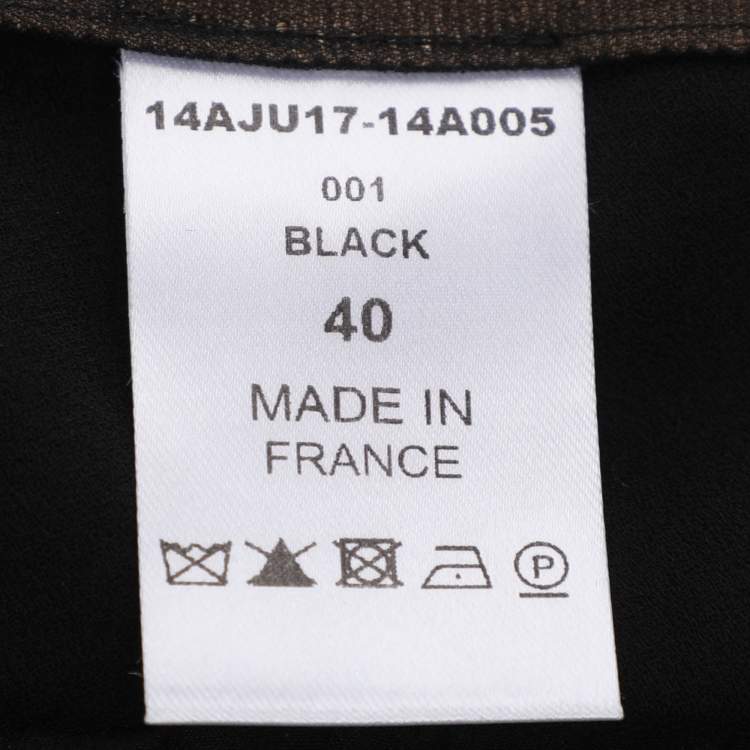 14AJU17-14A005
001
BLACK
40
MADE IN
FRANCE
P